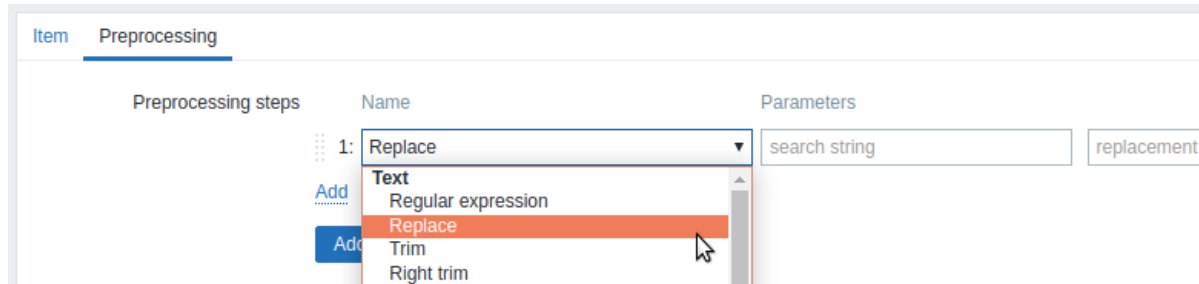 Item Preprocessing
Preprocessing steps Name Parameters
1: Replace search string replacement
Text
Add Regular expression
Replace
Add Trim
Right trim